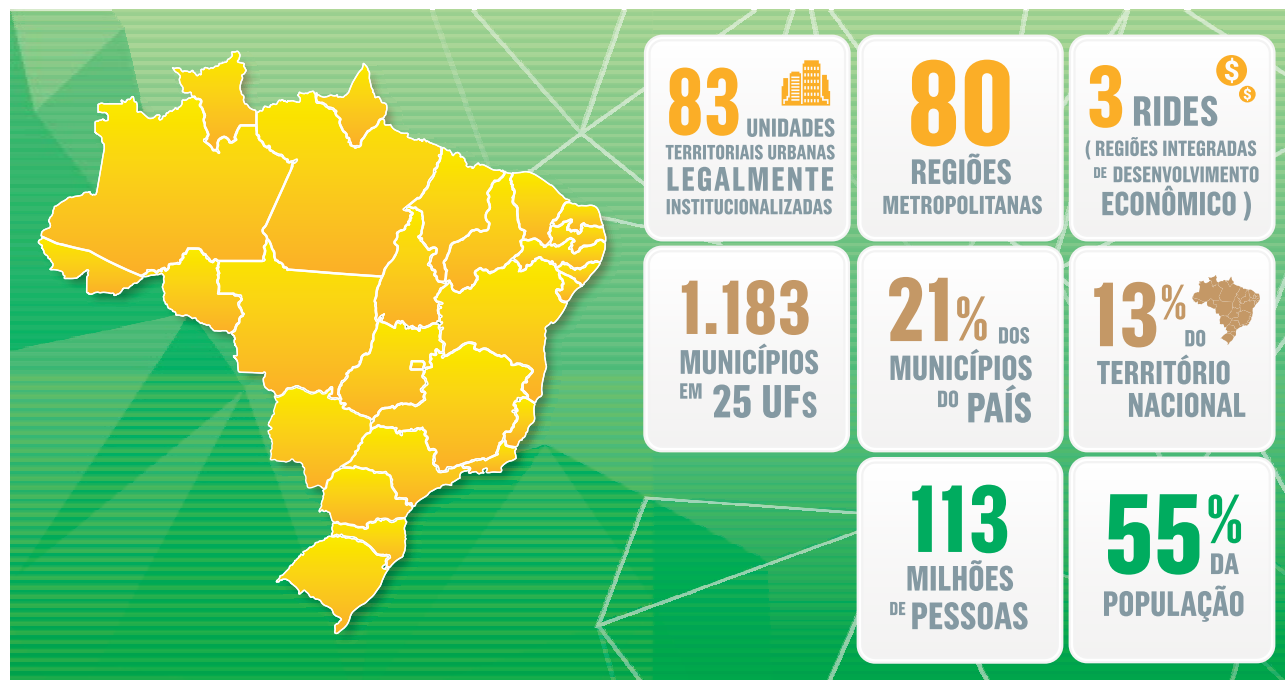 83 UNIDADES
TERRITORIAIS URBANAS
LEGALMENTE
INSTITUCIONALIZADAS
80
REGIÕES
METROPOLITANAS
3 RIDES
( REGIÕES INTEGRADAS
DE DESENVOLVIMENTO
ECONÔMICO )
1.183
MUNICÍPIOS
EM 25 UFs
21% DOS
MUNICÍPIOS
DO PAÍS
13% DO
TERRITÓRIO
NACIONAL
113
MILHÕES
DE PESSOAS
55%
DA
POPULAÇÃO